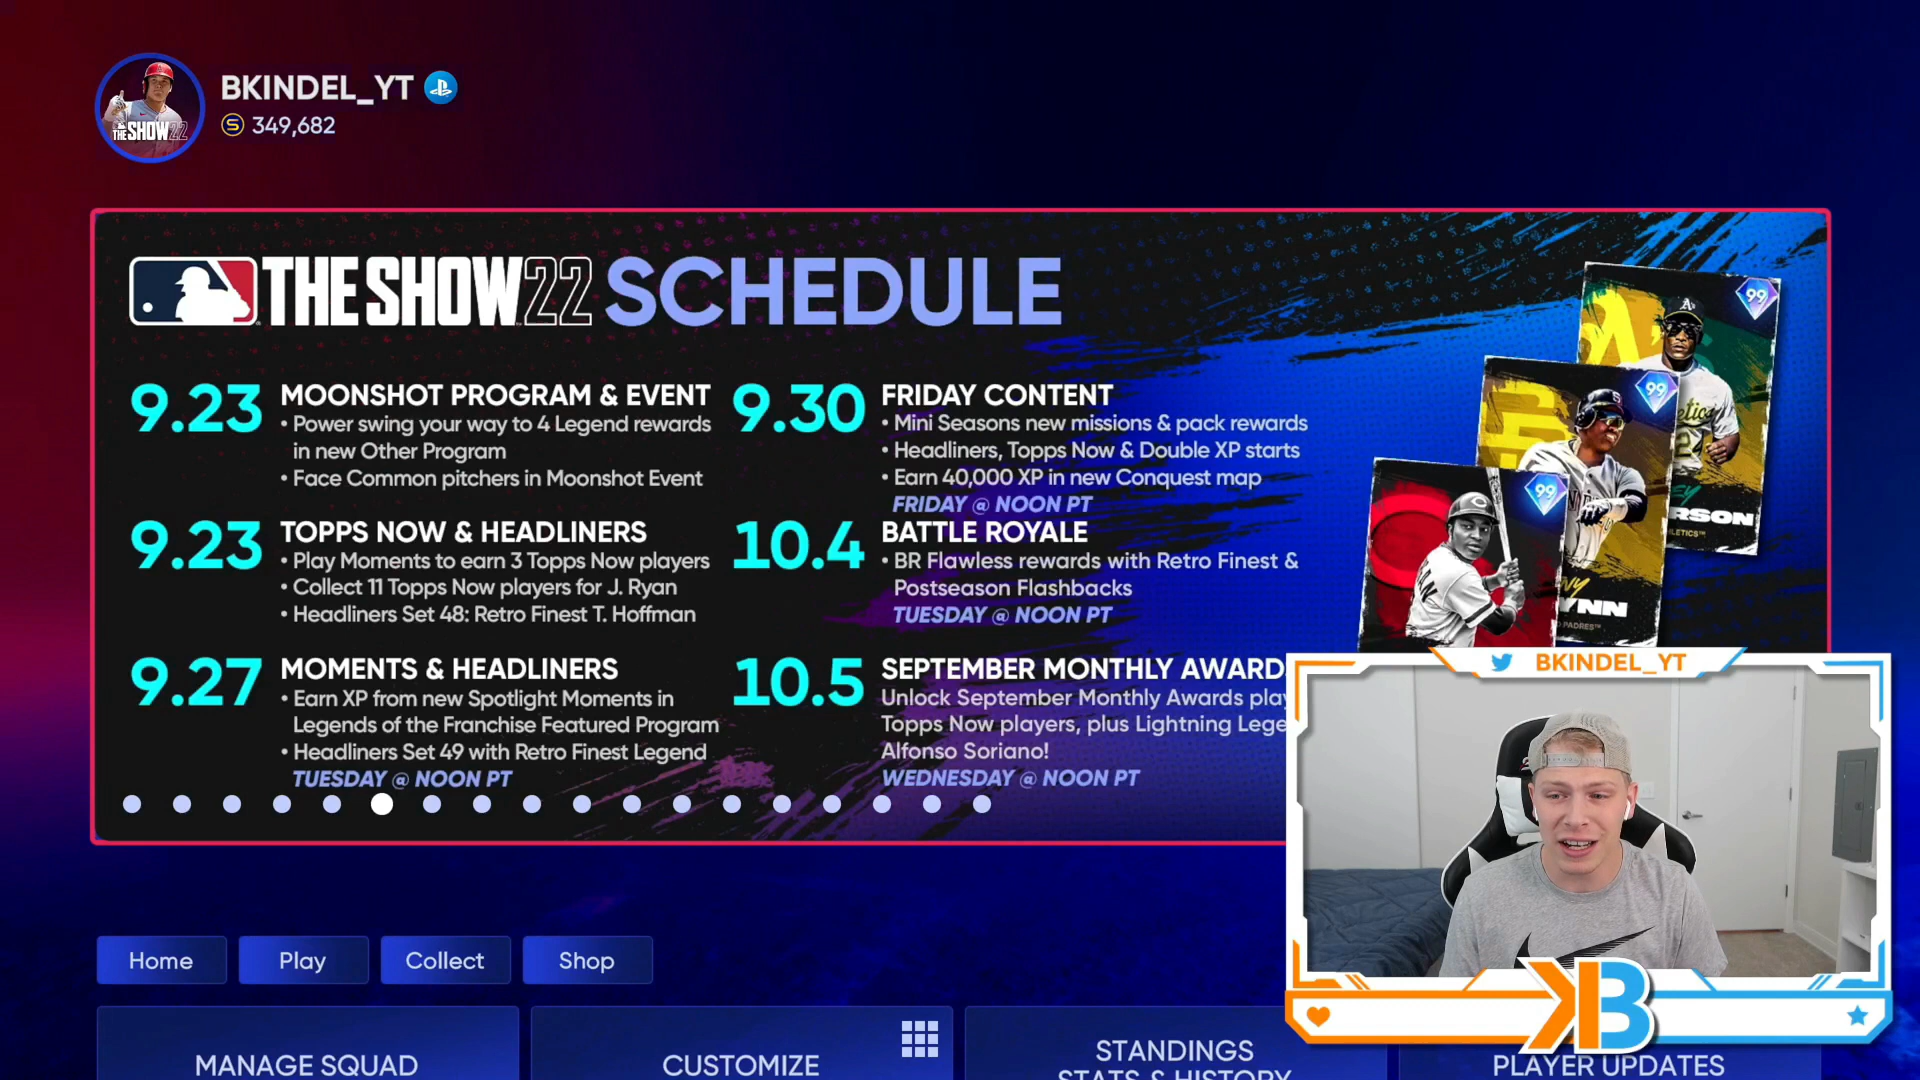 BKINDEL_YT
349,682
THE SHOW 22
THE SHOW 22 SCHEDULE
9.23 MOONSHOT PROGRAM & EVENT
• Power swing your way to 4 Legend rewards
in new Other Program
• Face Common pitchers in Moonshot Event
9.23 TOPPS NOW & HEADLINERS
• Play Moments to earn 3 Topps Now players
• Collect 11 Topps Now players for J. Ryan
• Headliners Set 48: Retro Finest T. Hoffman
9.27 MOMENTS & HEADLINERS
• Earn XP from new Spotlight Moments in
Legends of the Franchise Featured Program
• Headliners Set 49 with Retro Finest Legend
TUESDAY @ NOON PT
9.30 FRIDAY CONTENT
• Mini Seasons new missions & pack rewards
• Headliners, Topps Now & Double XP starts
• Earn 40,000 XP in new Conquest map
FRIDAY @ NOON PT
10.4 BATTLE ROYALE
• BR Flawless rewards with Retro Finest &
Postseason Flashbacks
TUESDAY @ NOON PT
10.5 SEPTEMBER MONTHLY AWARD
Unlock September Monthly Awards play
Topps Now players, plus Lightning Lege
Alfonso Soriano!
WEDNESDAY @ NOON PT
99
99
99
BKINDEL_YT
KB
Home
Play
Collect
Shop
MANAGE SQUAD
CUSTOMIZE
STANDINGS
STATS & HISTORY
PLAYER UPDATES